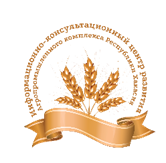 Информационно-консультационный центр развития
Агропромышленного комплекса Республики Хакасия